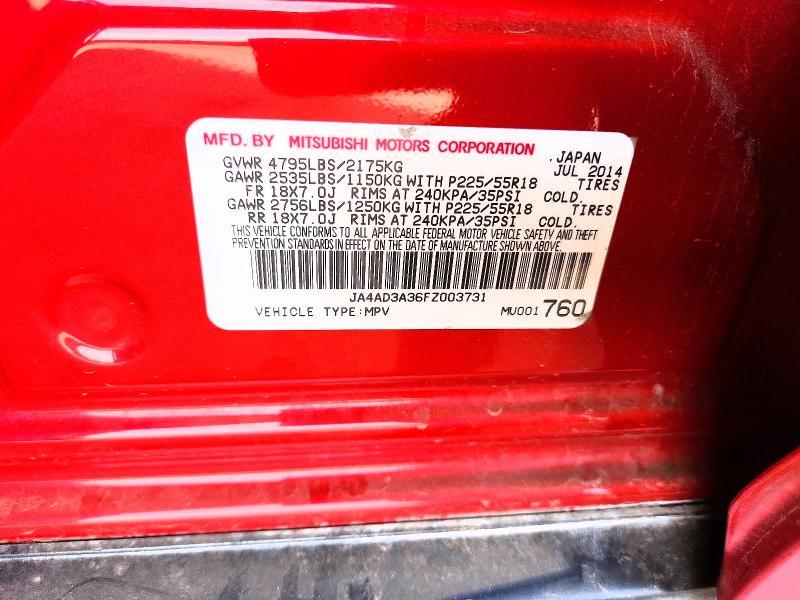 MFD. BY MITSUBISHI MOTORS CORPORATION , JAPAN
GVWR 4795LBS/2175KG JUL 2014
GAWR 2535LBS/1150KG WITH P225/55R18 TIRES
FR 18X7.0J RIMS AT 240KPA/35PSI COLD.
GAWR 2756LBS/1250KG WITH P225/55R18 TIRES
RR 18X7.0J RIMS AT 240KPA/35PSI COLD.
THIS VEHICLE CONFORMS TO ALL APPLICABLE FEDERAL MOTOR VEHICLE SAFETY AND THEFT
PREVENTION STANDARDS IN EFFECT ON THE DATE OF MANUFACTURE SHOWN ABOVE.
JA4AD3A36FZ003731
VEHICLE TYPE:MPV MU001 760